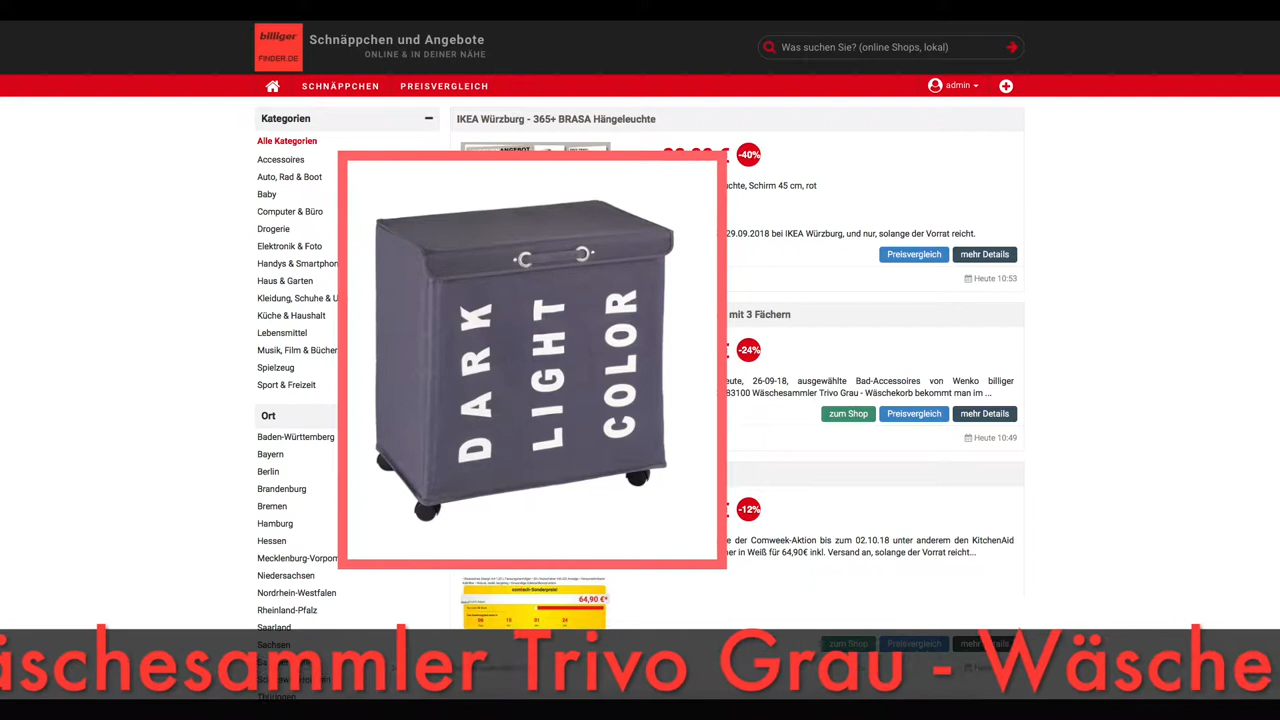 billiger
FINDER.DE
Schnäppchen und Angebote
ONLINE & IN DEINER NÄHE
Was suchen Sie? (online Shops, lokal)
SCHNÄPPCHEN
PREISVERGLEICH
admin
Kategorien
Alle Kategorien
Accessoires
Auto, Rad & Boot
Baby
Computer & Büro
Drogerie
Elektronik & Foto
Handys & Smartphon
Haus & Garten
Kleidung, Schuhe & U
Küche & Haushalt
Lebensmittel
Musik, Film & Bücher
Spielzeug
Sport & Freizeit
Ort
Baden-Württemberg
Bayern
Berlin
Brandenburg
Bremen
Hamburg
Hessen
Mecklenburg-Vorpom
Niedersachsen
Nordrhein-Westfalen
Rheinland-Pfalz
Saarland
Sachsen
Thüringen
IKEA Würzburg - 365+ BRASA Hängeleuchte
-40%
chte, Schirm 45 cm, rot
29.09.2018 bei IKEA Würzburg, und nur, solange der Vorrat reicht.
Preisvergleich
mehr Details
Heute 10:53
DARK
LIGHT
COLOR
mit 3 Fächern
-24%
eute, 26-09-18, ausgewählte Bad-Accessoires von Wenko billiger
83100 Wäschesammler Trivo Grau - Wäschekorb bekommt man im ...
zum Shop
Preisvergleich
mehr Details
Heute 10:49
-12%
e der Comweek-Aktion bis zum 02.10.18 unter anderem den KitchenAid
er in Weiß für 64,90€ inkl. Versand an, solange der Vorrat reicht...
64,90 €*
zum Shop
Preisvergleich
äschesammler Trivo Grau - Wäsche